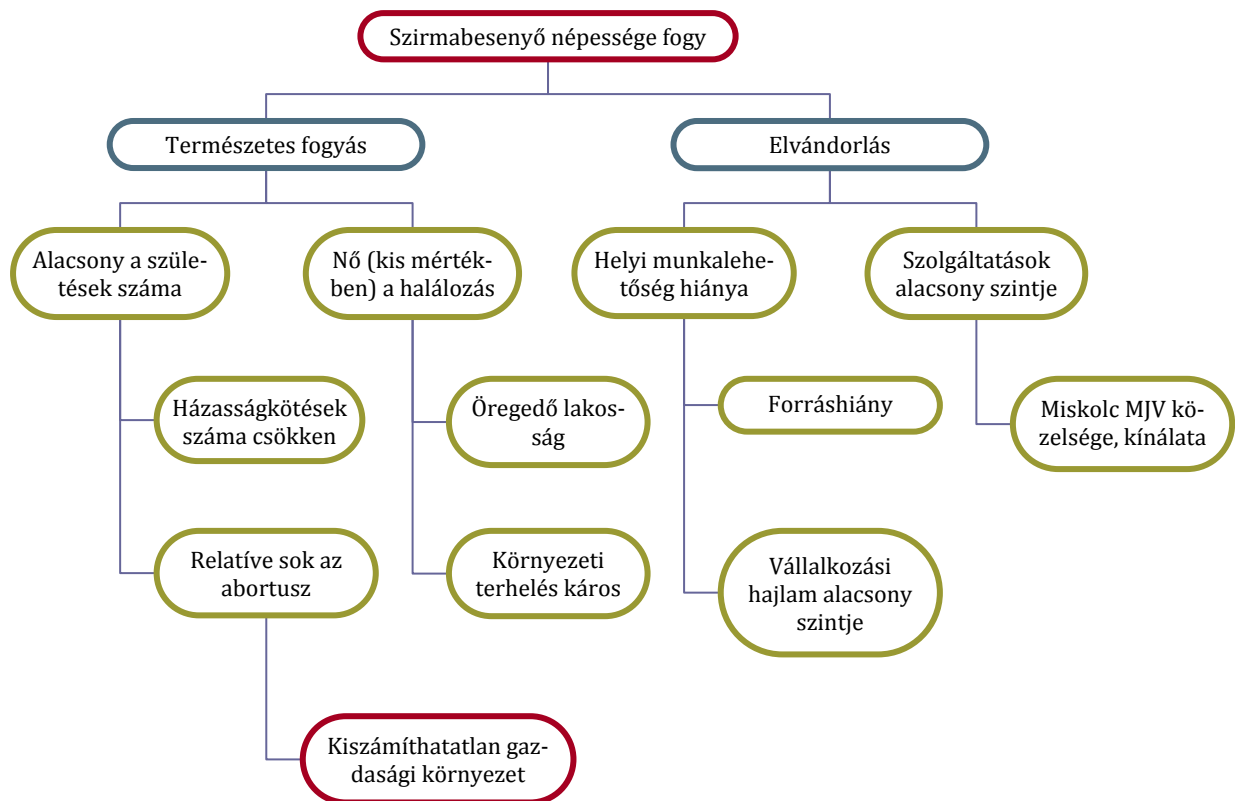 Szirmabesenyő népessége fogy
Természetes fogyás
Elvándorlás
Alacsony a szüle-
tések száma
Nő (kis mérték-
ben) a halálozás
Helyi munkalehe-
tőség hiánya
Szolgáltatások
alacsony szintje
Házasságkötések
száma csökken
Öregedő lakos-
ság
Forráshiány
Miskolc MJV kö-
zelsége, kínálata
Relatíve sok az
abortusz
Környezeti
terhelés káros
Vállalkozási
hajlam alacsony
szintje
Kiszámíthatatlan gaz-
dasági környezet